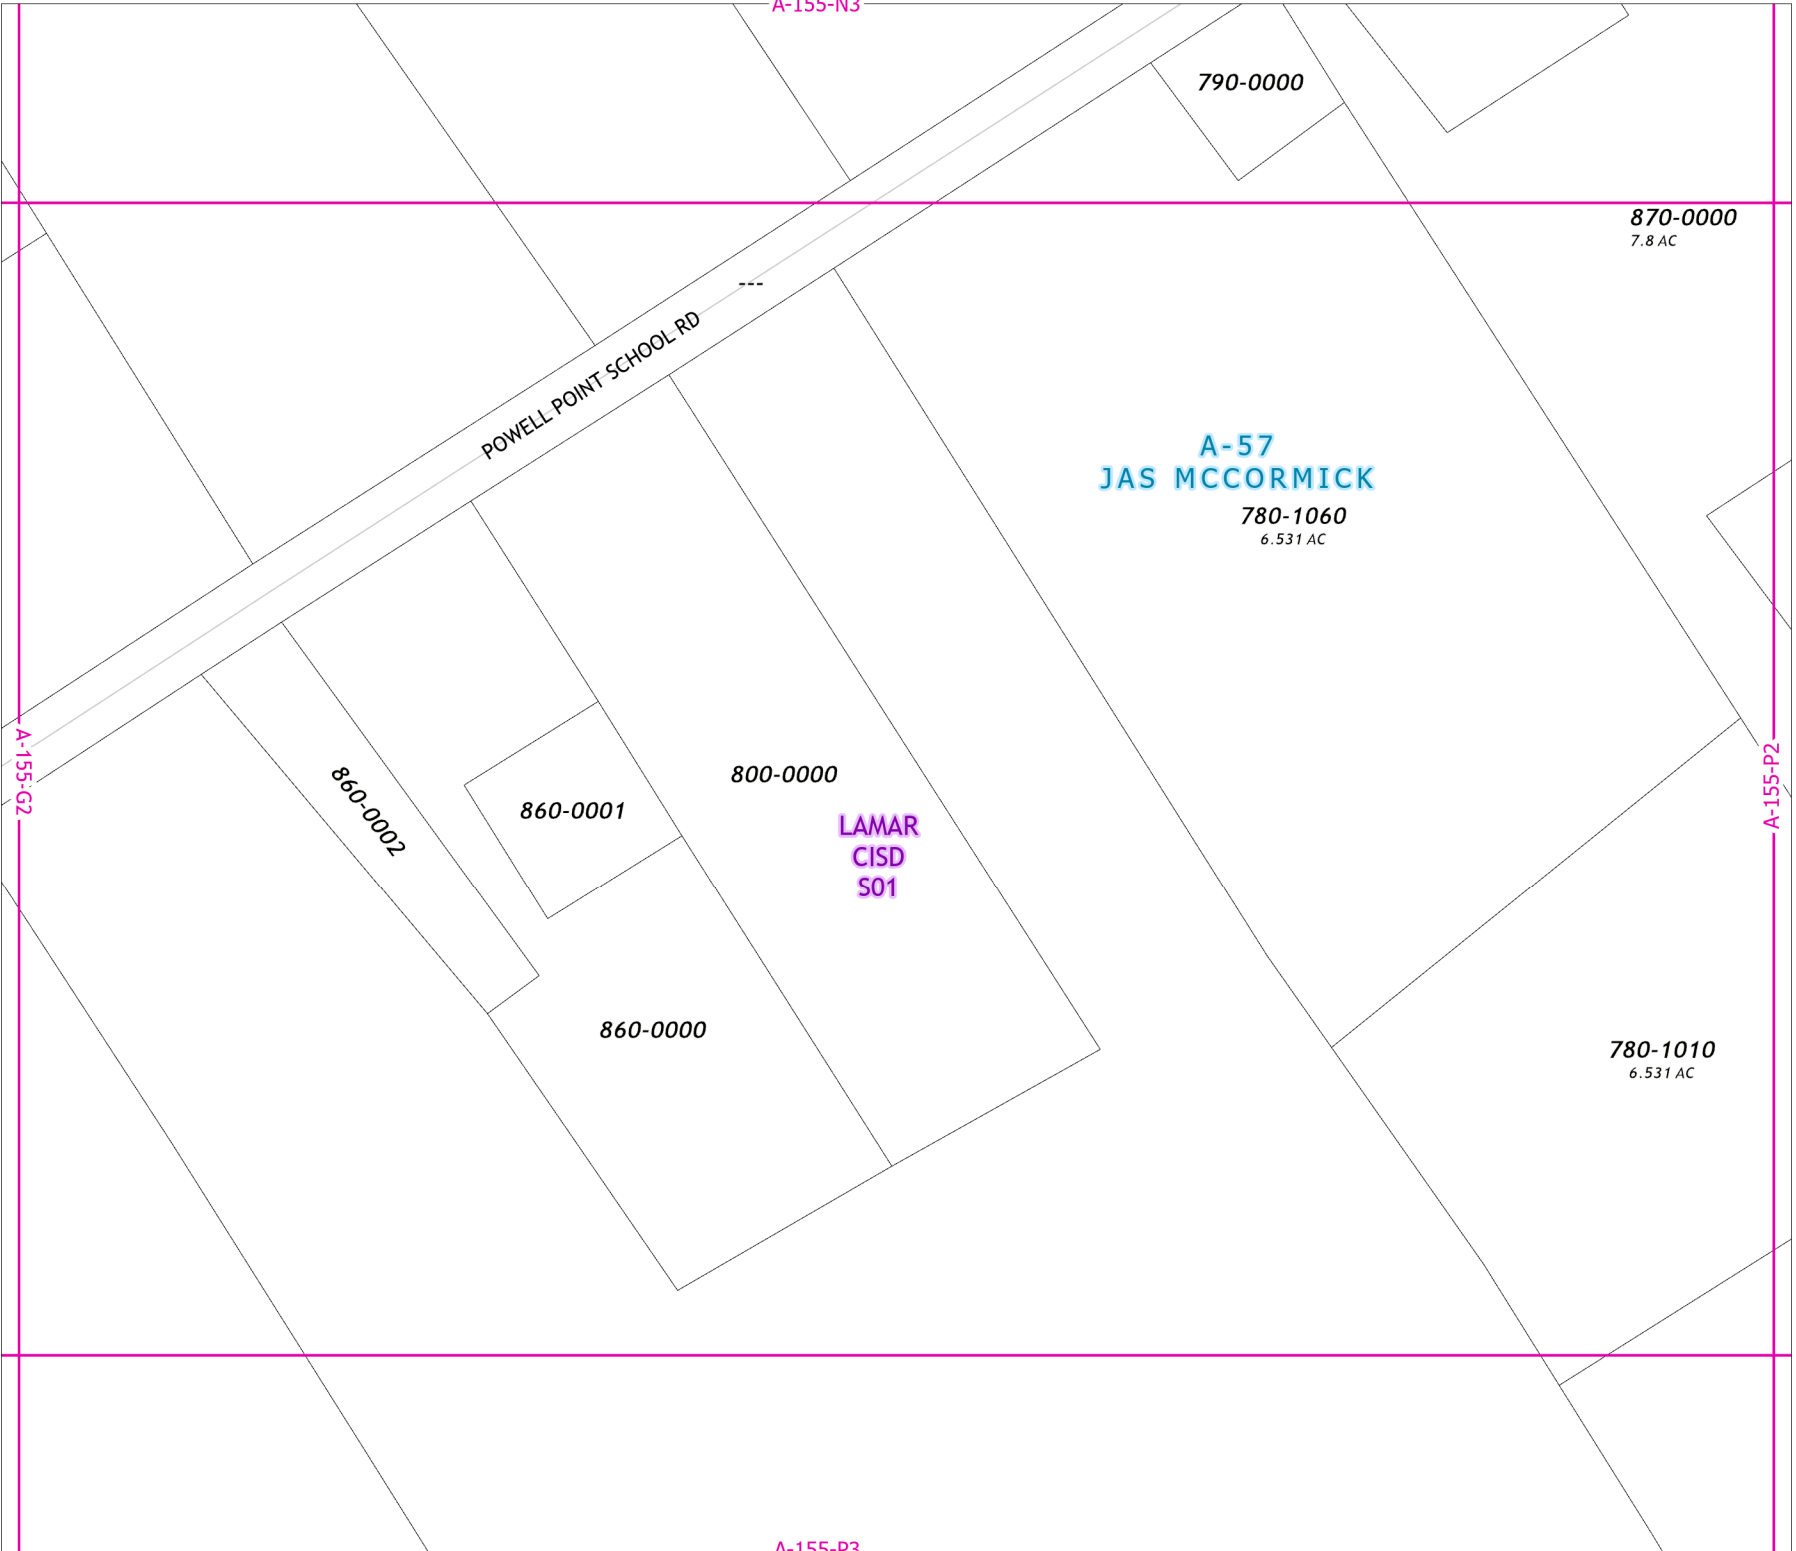 A-155-N3
790-0000
870-0000
7.8 AC
---
POWELL POINT SCHOOL RD
A-57
JAS MCCORMICK
780-1060
6.531 AC
A-155-G2
A-155-P2
860-0002
860-0001
800-0000
LAMAR
CISD
S01
860-0000
780-1010
6.531 AC
A-155-P3